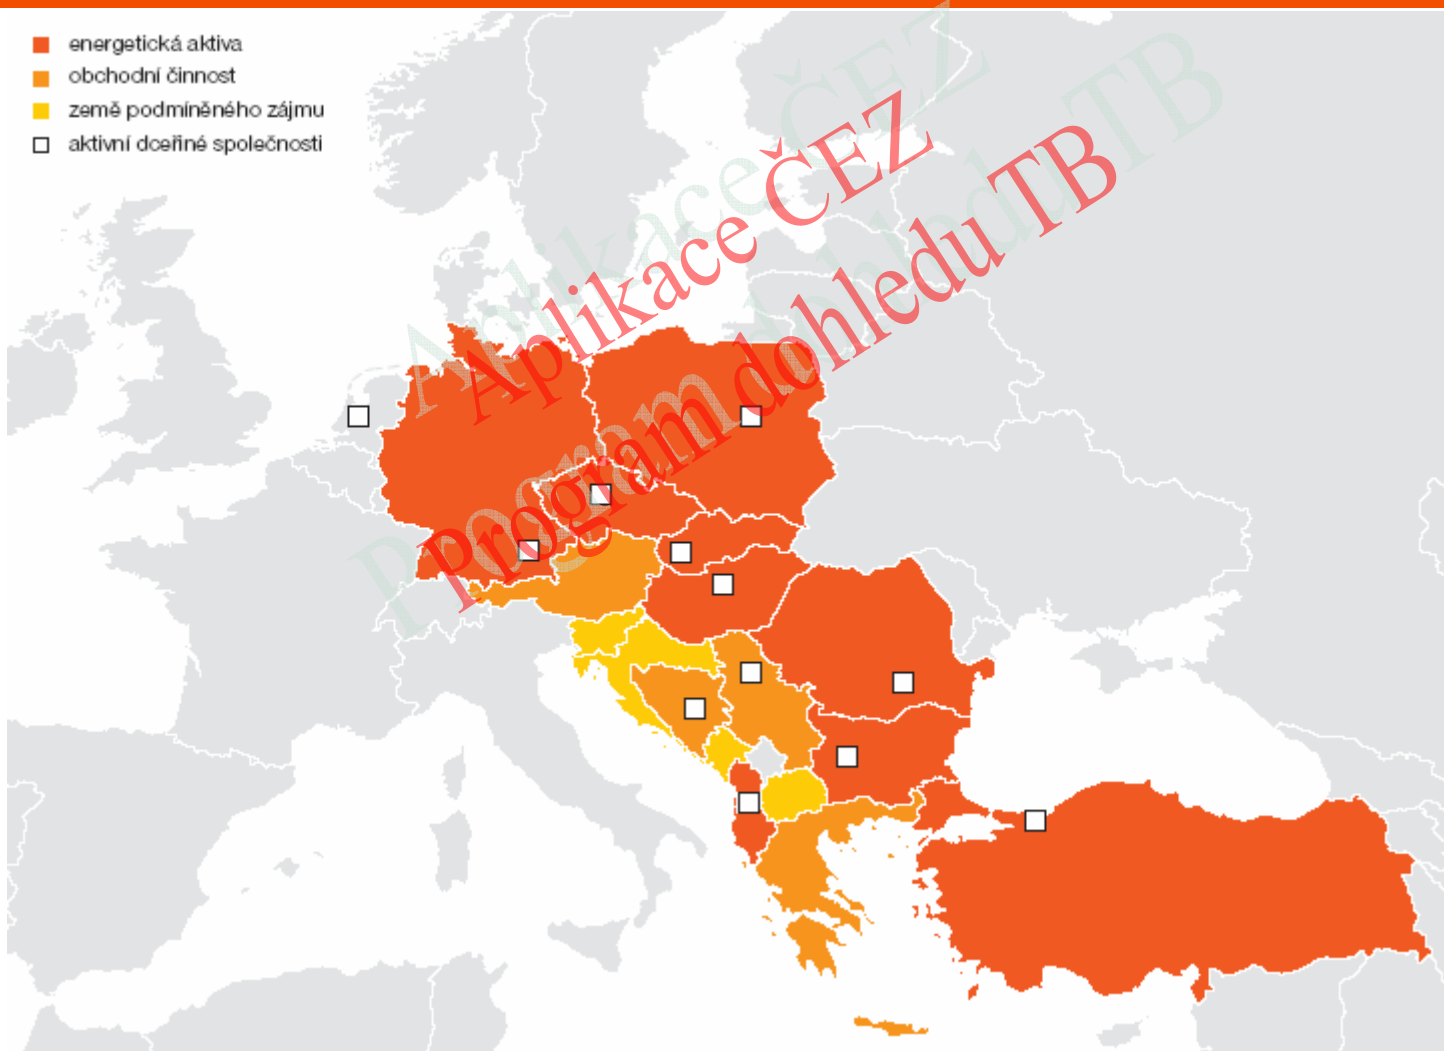 energetická aktiva
obchodní činnost
země podmíněného zájmu
aktivní dceřiné společnosti
Aplikace ČEZ
Program dohledu TB